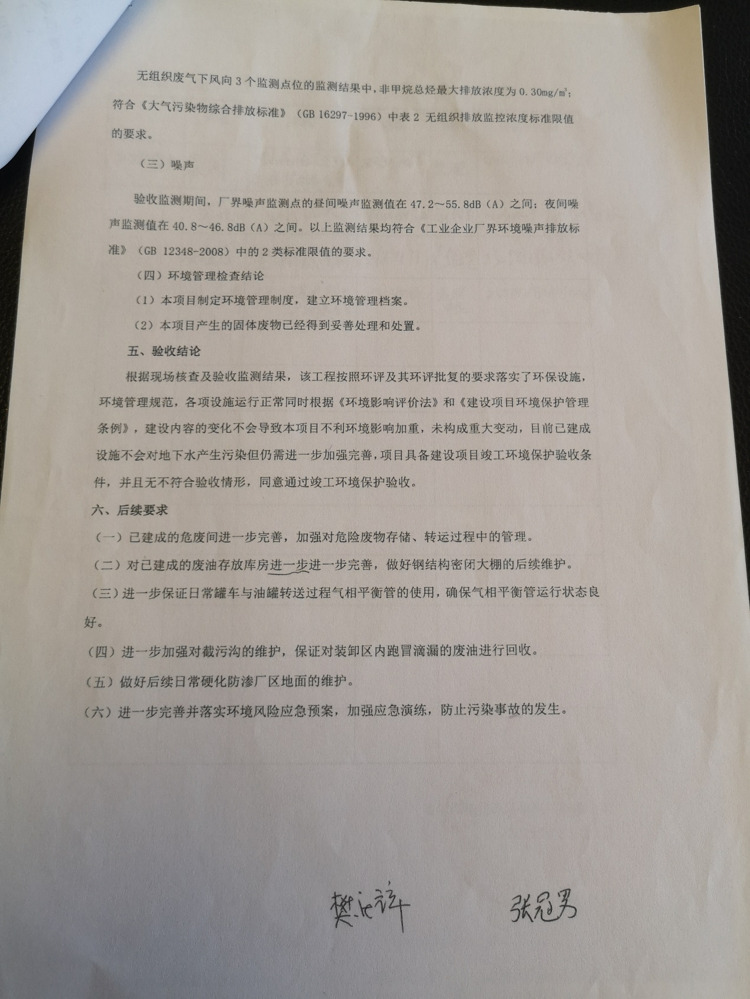 无组织废气下风向 3 个监测点位的监测结果中，非甲烷总烃最大排放浓度为 0.30mg/m³；
符合《大气污染物综合排放标准》（GB 16297-1996）中表 2 无组织排放监控浓度标准限值
的要求。
（三）噪声
验收监测期间，厂界噪声监测点的昼间噪声监测值在 47.2～55.8dB（A）之间；夜间噪
声监测值在 40.8～46.8dB（A）之间。以上监测结果均符合《工业企业厂界环境噪声排放标
准》（GB 12348-2008）中的 2 类标准限值的要求。
（四）环境管理检查结论
（1）本项目制定环境管理制度，建立环境管理档案。
（2）本项目产生的固体废物已经得到妥善处理和处置。
五、验收结论
根据现场核查及验收监测结果，该工程按照环评及其环评批复的要求落实了环保设施，
环境管理规范，各项设施运行正常同时根据《环境影响评价法》和《建设项目环境保护管理
条例》，建设内容的变化不会导致本项目不利环境影响加重，未构成重大变动，目前已建成
设施不会对地下水产生污染但仍需进一步加强完善，项目具备建设项目竣工环境保护验收条
件，并且无不符合验收情形，同意通过竣工环境保护验收。
六、后续要求
（一）已建成的危废间进一步完善，加强对危险废物存储、转运过程中的管理。
（二）对已建成的废油存放库房进一步进一步完善，做好钢结构密闭大棚的后续维护。
（三）进一步保证日常罐车与油罐转送过程气相平衡管的使用，确保气相平衡管运行状态良
好。
（四）进一步加强对截污沟的维护，保证对装卸区内跑冒滴漏的废油进行回收。
（五）做好后续日常硬化防渗厂区地面的维护。
（六）进一步完善并落实环境风险应急预案，加强应急演练，防止污染事故的发生。
张冠男